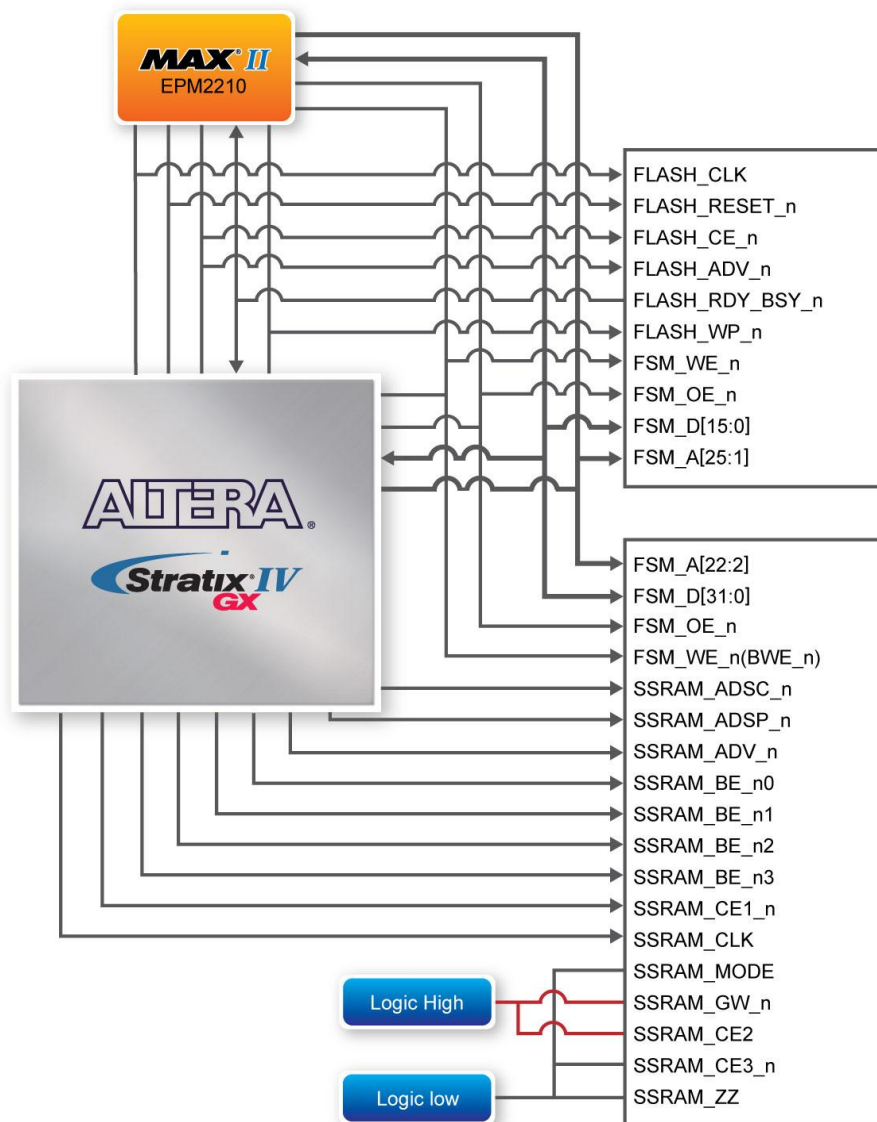 MAX® II
EPM2210
FLASH_CLK
FLASH_RESET_n
FLASH_CE_n
FLASH_ADV_n
FLASH_RDY_BSY_n
FLASH_WP_n
FSM_WE_n
FSM_OE_n
FSM_D[15:0]
FSM_A[25:1]
ALTERA®
Stratix® IV
GX
FSM_A[22:2]
FSM_D[31:0]
FSM_OE_n
FSM_WE_n(BWE_n)
SSRAM_ADSC_n
SSRAM_ADSP_n
SSRAM_ADV_n
SSRAM_BE_n0
SSRAM_BE_n1
SSRAM_BE_n2
SSRAM_BE_n3
SSRAM_CE1_n
SSRAM_CLK
SSRAM_MODE
Logic High
SSRAM_GW_n
SSRAM_CE2
SSRAM_CE3_n
Logic low
SSRAM_ZZ